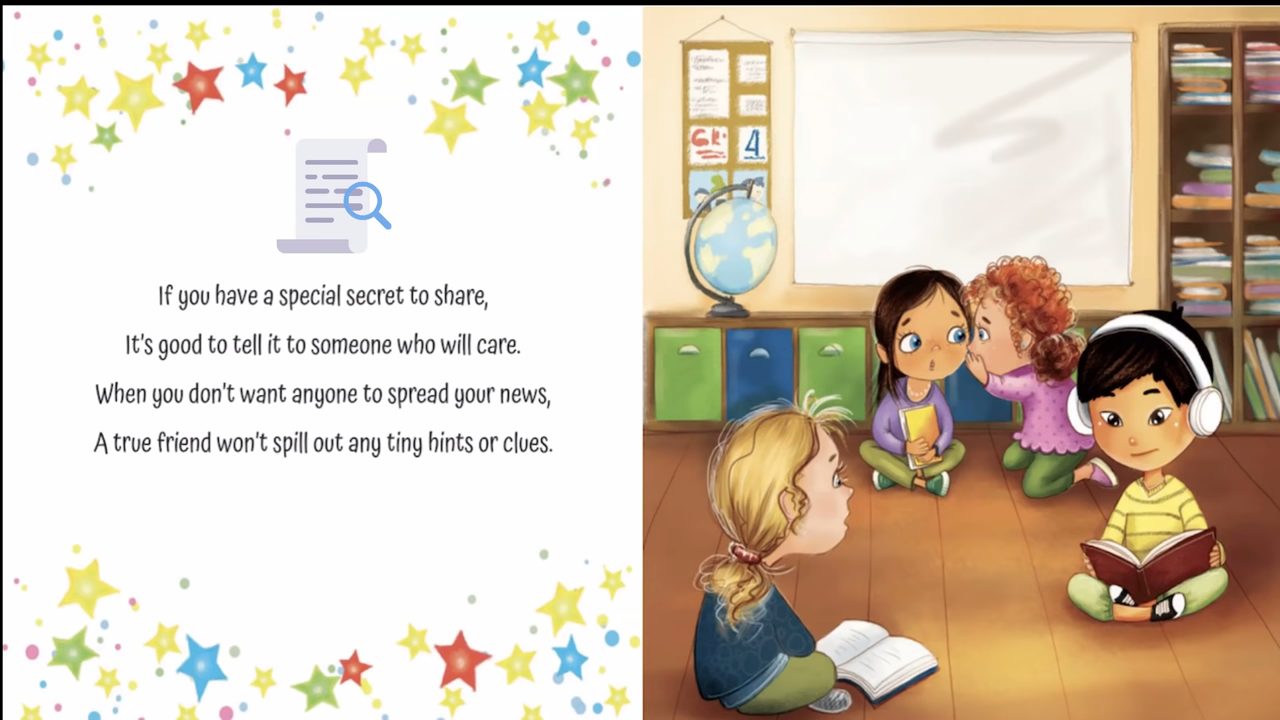 If you have a special secret to share,
It's good to tell it to someone who will care.
When you don't want anyone to spread your news,
A true friend won't spill out any tiny hints or clues.
Gr.
4